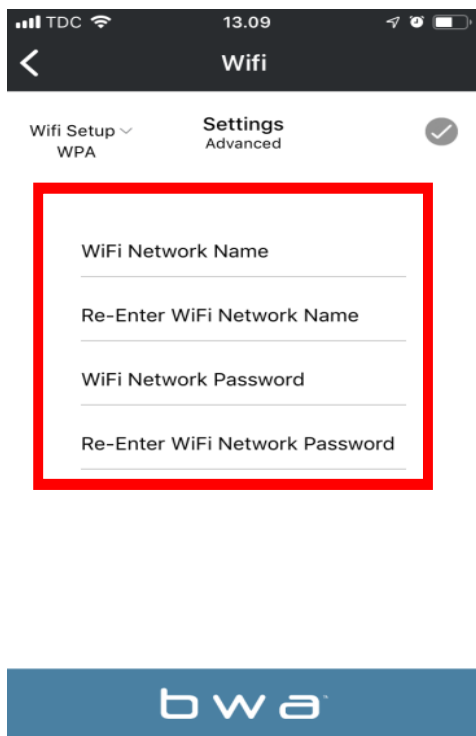 TDC 13.09
Wifi
Wifi Setup
WPA
Settings
Advanced
WiFi Network Name
Re-Enter WiFi Network Name
WiFi Network Password
Re-Enter WiFi Network Password
bwa™